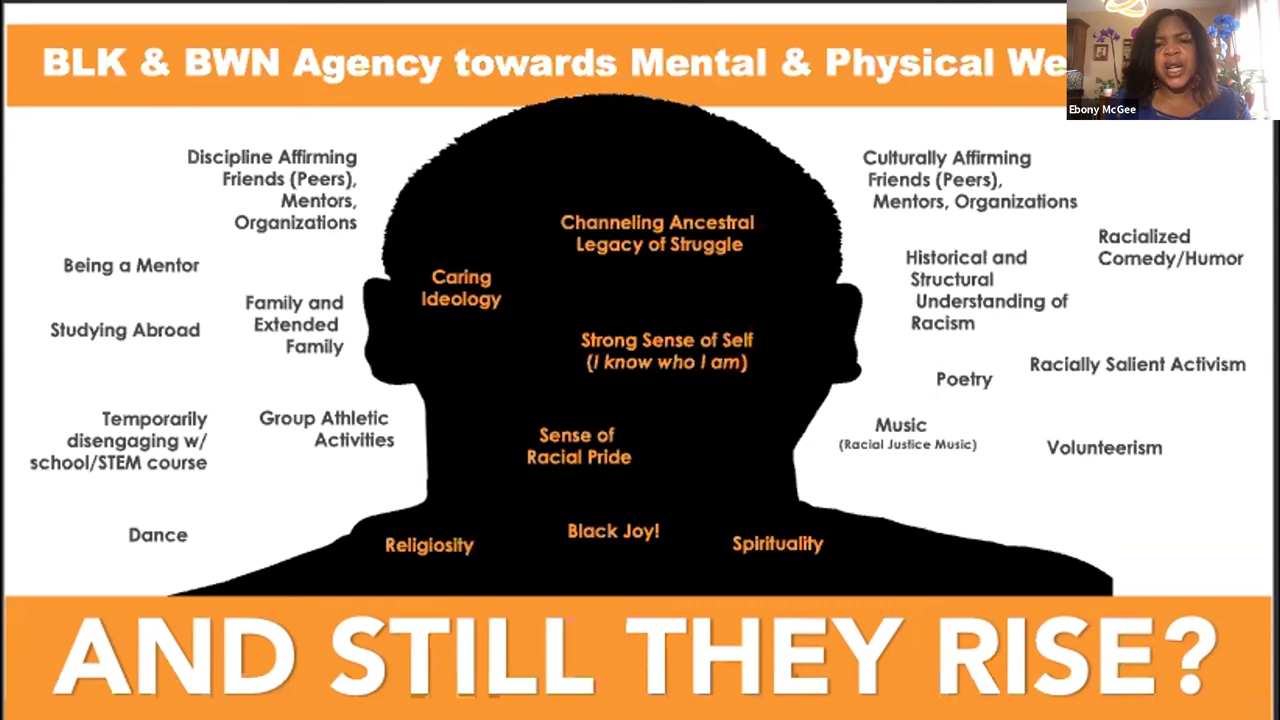 BLK & BWN Agency towards Mental & Physical We
Ebony McGee
Discipline Affirming
Friends (Peers),
Mentors,
Organizations
Being a Mentor
Family and
Extended
Family
Studying Abroad
Temporarily
disengaging w/
school/STEM course
Group Athletic
Activities
Dance
Channeling Ancestral
Legacy of Struggle
Caring
Ideology
Strong Sense of Self
(I know who I am)
Sense of
Racial Pride
Religiosity
Black Joy!
Spirituality
Culturally Affirming
Friends (Peers),
Mentors, Organizations
Racialized
Comedy/Humor
Historical and
Structural
Understanding of
Racism
Racially Salient Activism
Poetry
Music
(Racial Justice Music)
Volunteerism
AND STILL THEY RISE?